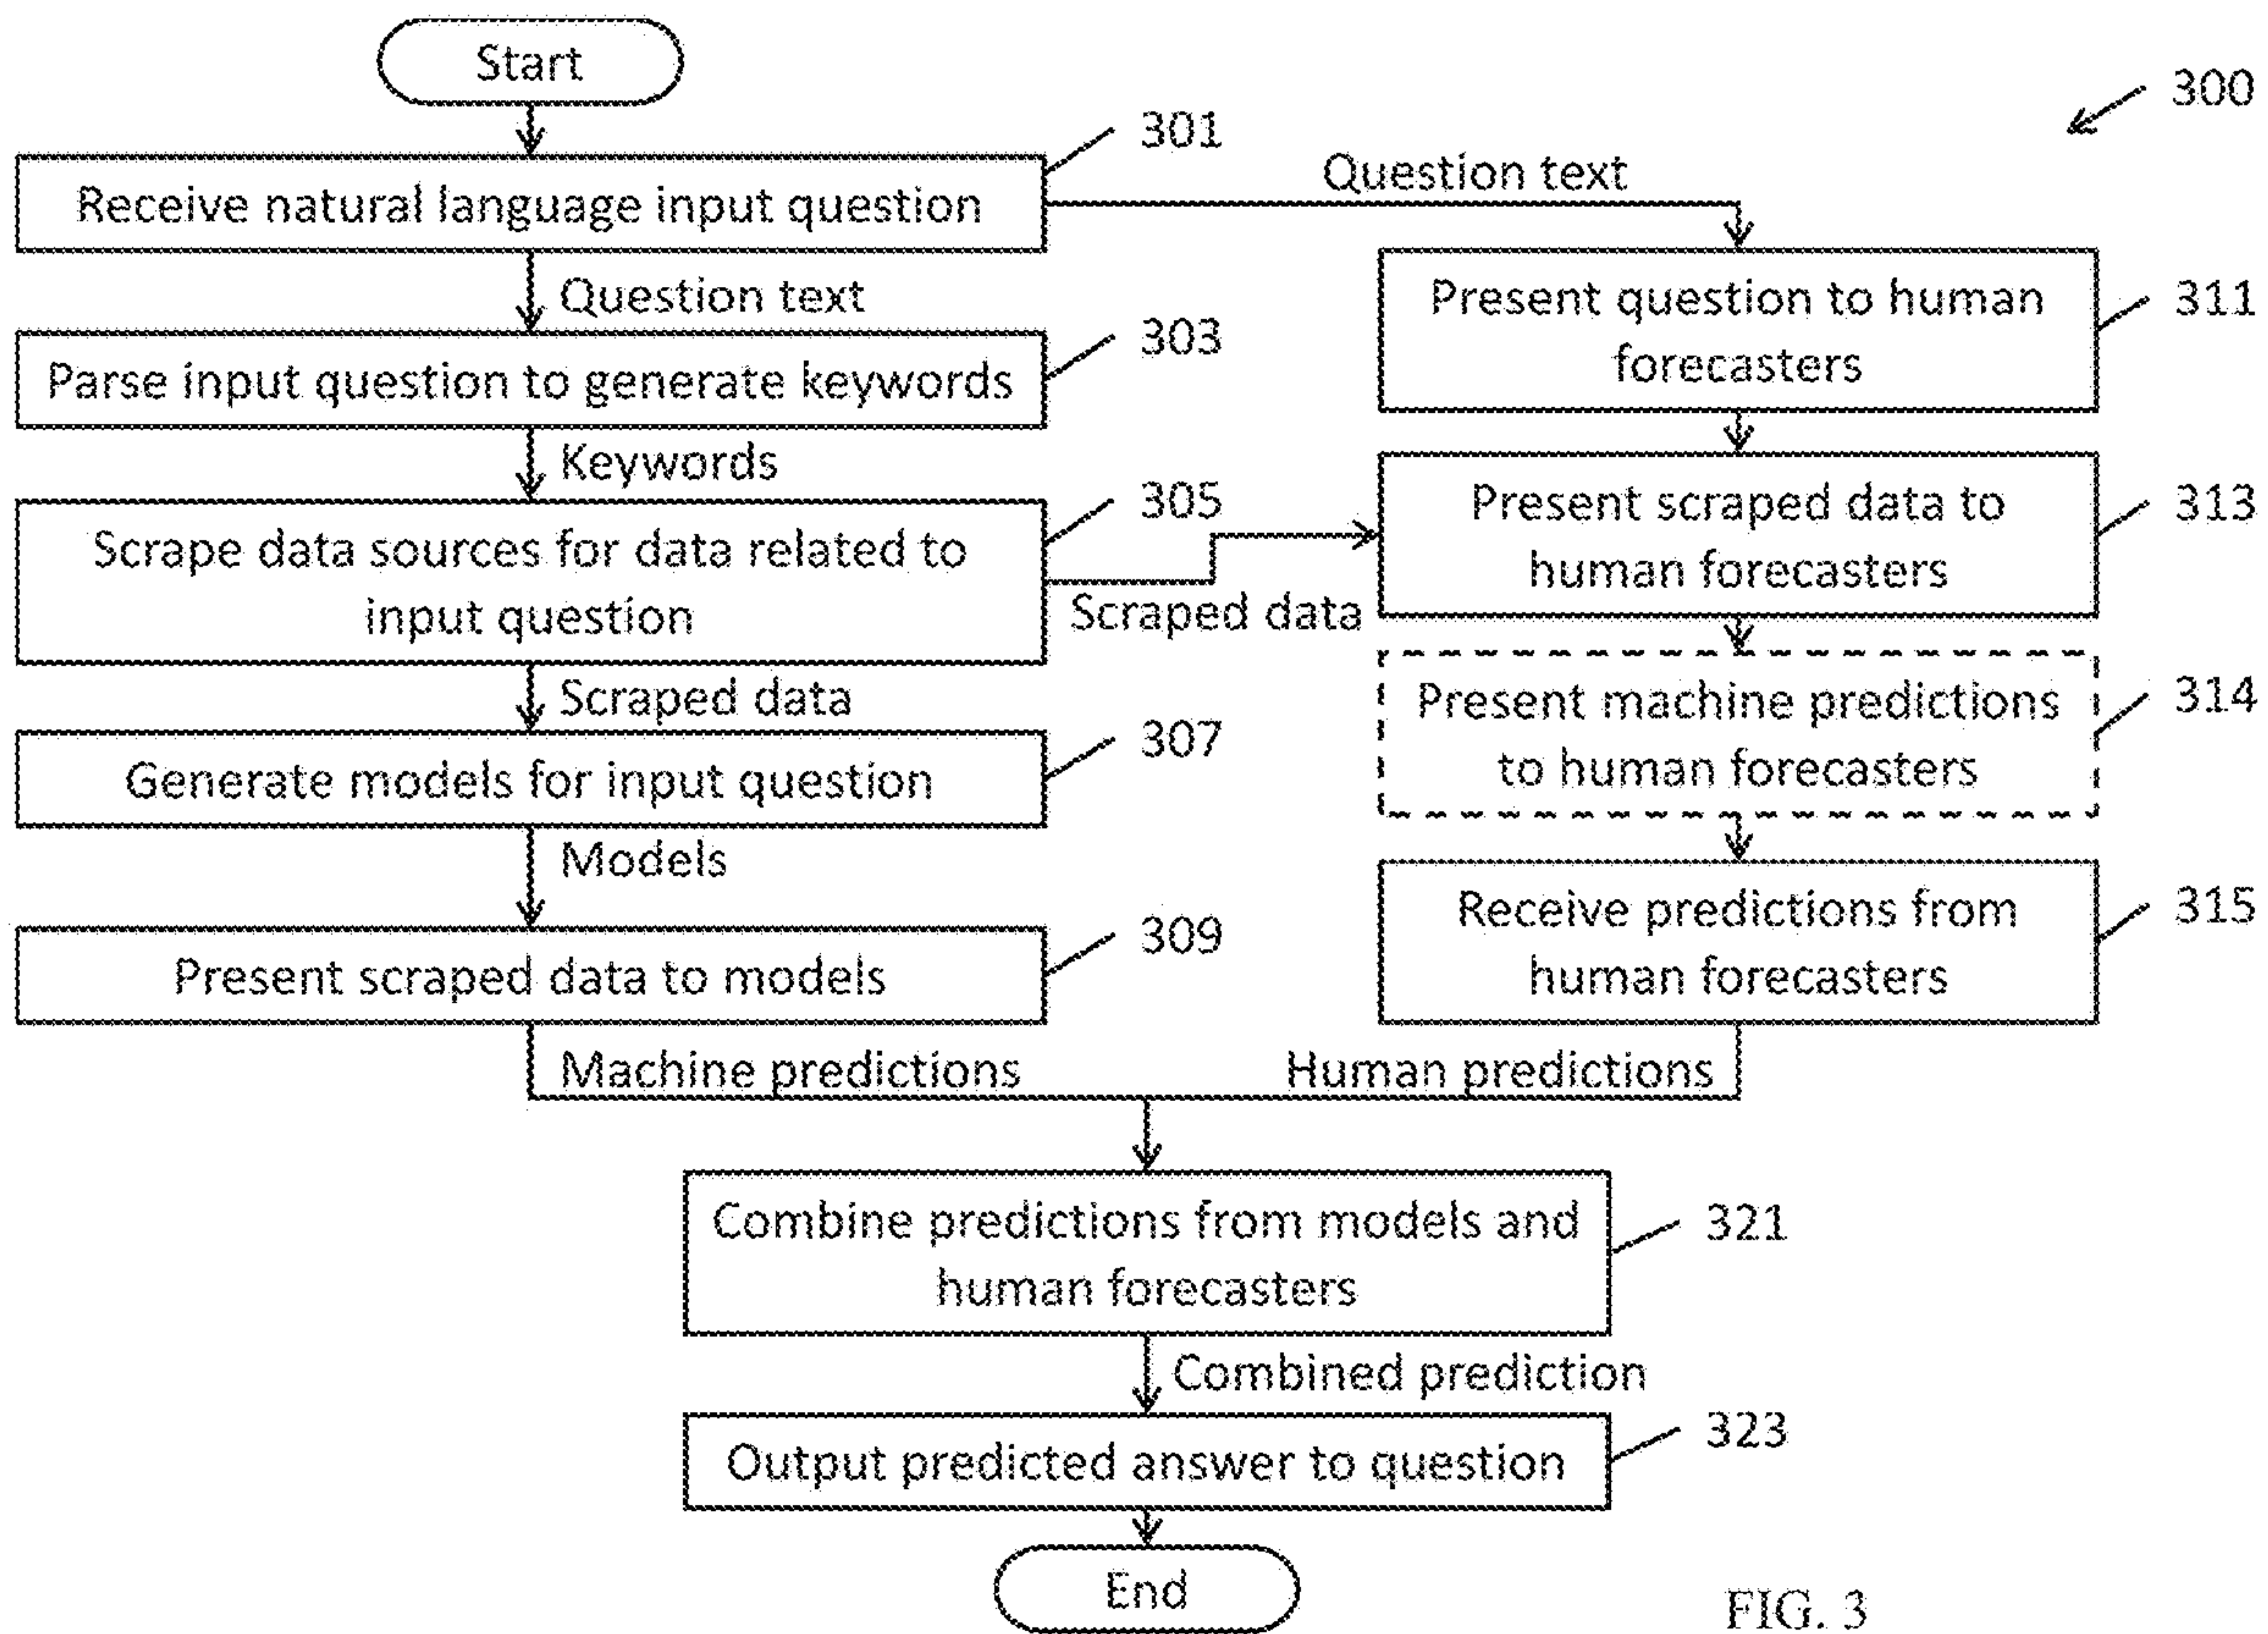 Start
300
301
Receive natural language input question
Question text
Question text
303
Parse input question to generate keywords
311
Present question to human
forecasters
Keywords
305
Scrape data sources for data related to
input question
Scraped data
313
Present scraped data to
human forecasters
Scraped data
307
Generate models for input question
314
Present machine predictions
to human forecasters
Models
309
Present scraped data to models
315
Receive predictions from
human forecasters
Machine predictions
Human predictions
321
Combine predictions from models and
human forecasters
Combined prediction
323
Output predicted answer to question
End
FIG. 3